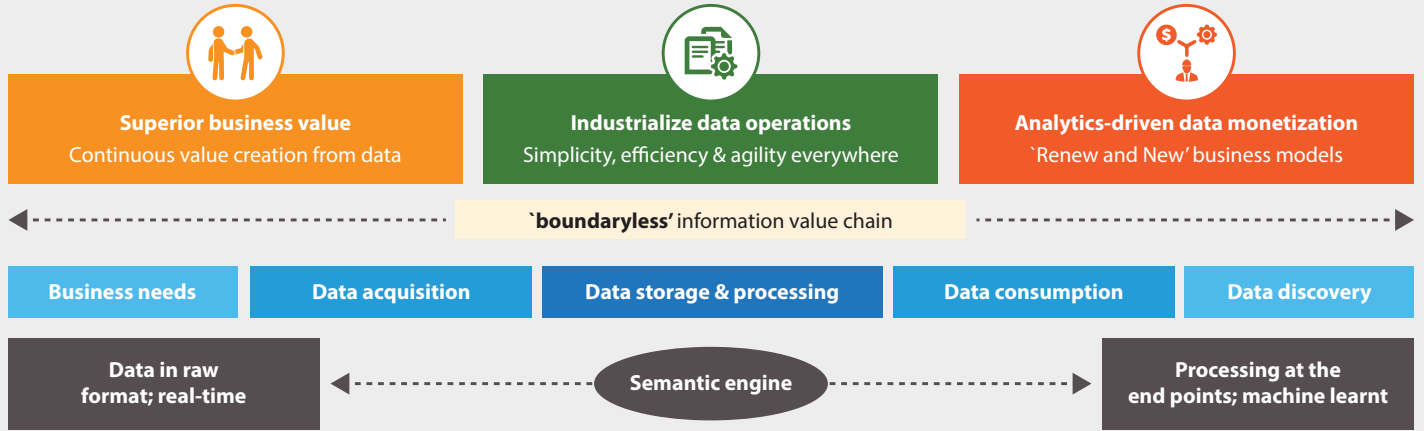 Superior business value
Continuous value creation from data
Industrialize data operations
Simplicity, efficiency & agility everywhere
Analytics-driven data monetization
`Renew and New’ business models
`boundaryless’ information value chain
Business needs
Data acquisition
Data storage & processing
Data consumption
Data discovery
Data in raw
format; real-time
Semantic engine
Processing at the
end points; machine learnt